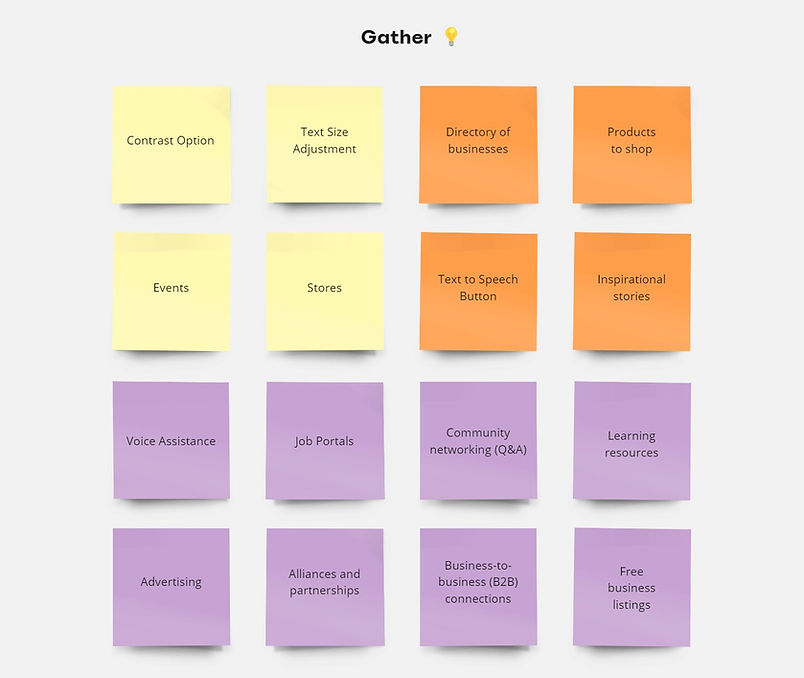 Gather
Contrast Option
Text Size
Adjustment
Directory of
businesses
Products
to shop
Events
Stores
Text to Speech
Button
Inspirational
stories
Voice Assistance
Job Portals
Community
networking (Q&A)
Learning
resources
Advertising
Alliances and
partnerships
Business-to-
business (B2B)
connections
Free
business
listings